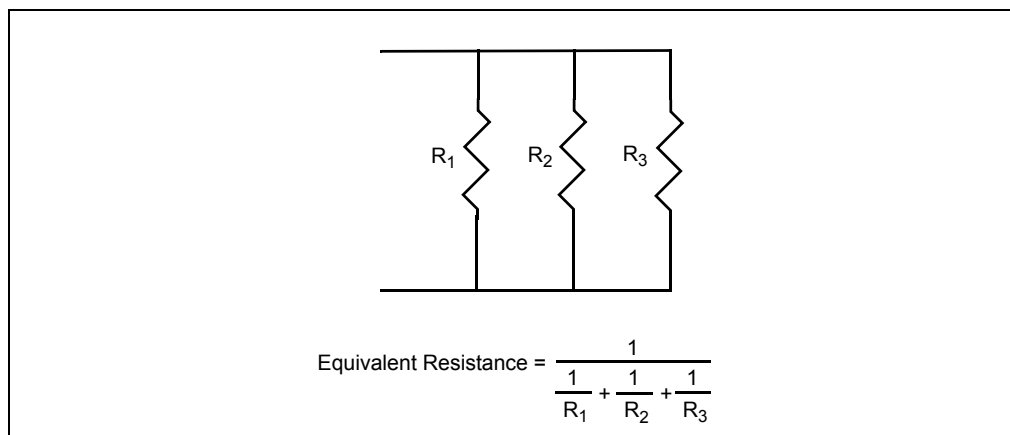 R1 R2 R3
Equivalent Resistance = 1
1 + 1 + 1
R1 R2 R3